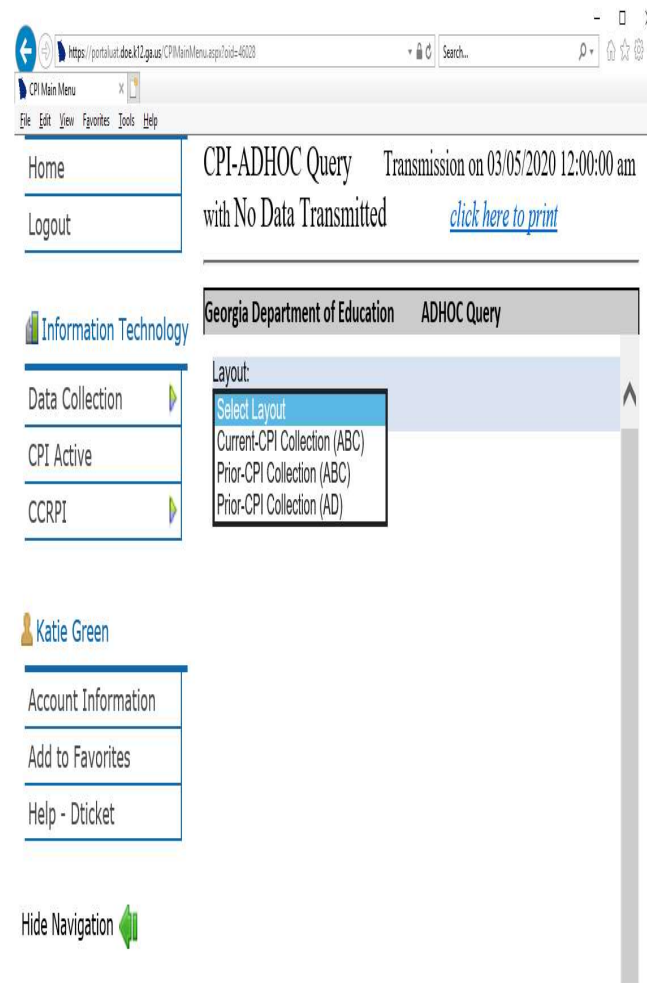 https://portaluat.doe.k12.ga.us/CPIMainMenu.aspx?oid=46028
Search...
CPI Main Menu
File Edit View Favorites Tools Help
Home
Logout
CPI-ADHOC Query Transmission on 03/05/2020 12:00:00 am
with No Data Transmitted click here to print
Information Technology
Data Collection
CPI Active
CCRPI
Georgia Department of Education ADHOC Query
Layout:
Select Layout
Current-CPI Collection (ABC)
Prior-CPI Collection (ABC)
Prior-CPI Collection (AD)
Katie Green
Account Information
Add to Favorites
Help - Dticket
Hide Navigation